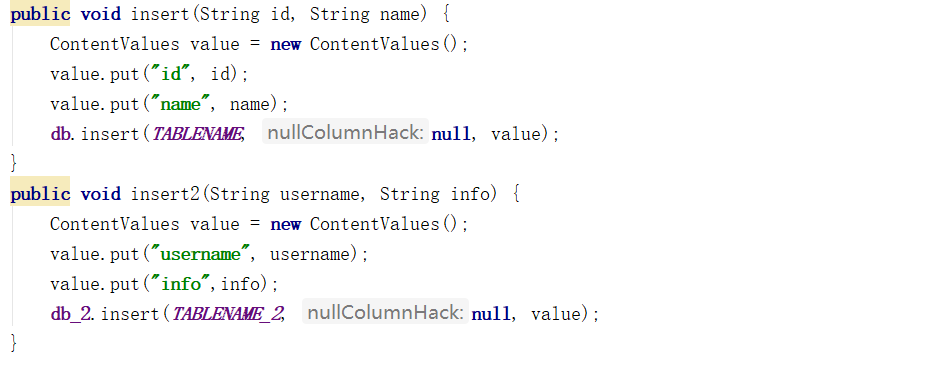 public void insert(String id, String name) {
    ContentValues value = new ContentValues();
    value.put("id", id);
    value.put("name", name);
    db.insert(TABLENAME, nullColumnHack: null, value);
}
public void insert2(String username, String info) {
    ContentValues value = new ContentValues();
    value.put("username", username);
    value.put("info",info);
    db_2.insert(TABLENAME_2, nullColumnHack: null, value);
}